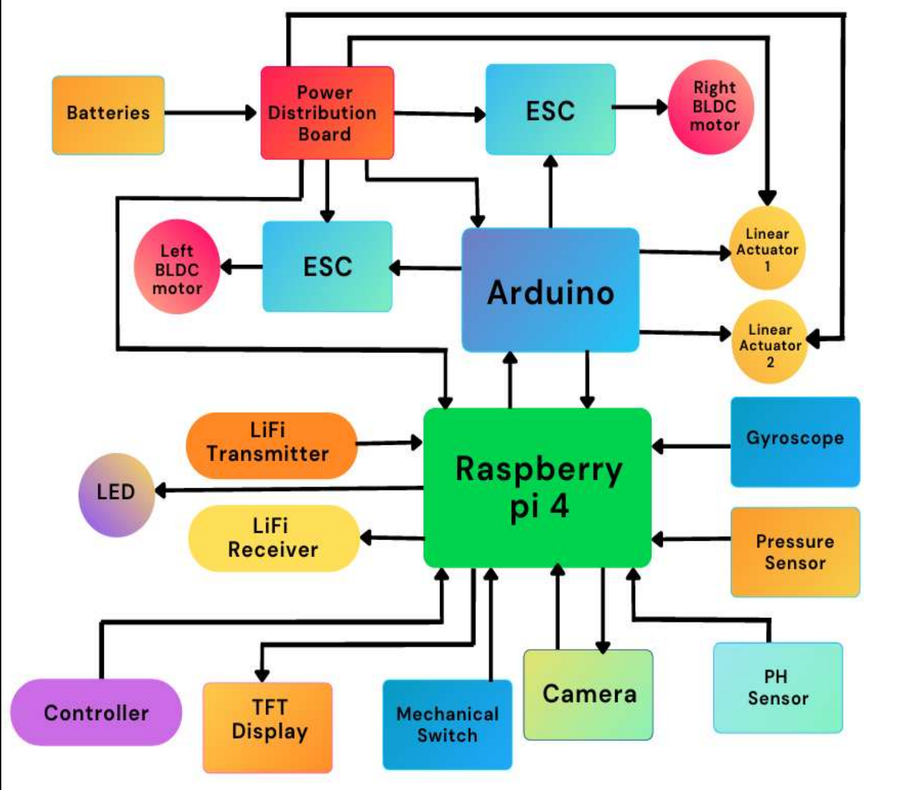 Batteries
Power
Distribution
Board
ESC
Right
BLDC
motor
Left
BLDC
motor
ESC
Arduino
Linear
Actuator
1
Linear
Actuator
2
LiFi
Transmitter
Raspberry
pi 4
Gyroscope
LED
LiFi
Receiver
Pressure
Sensor
Controller
TFT
Display
Mechanical
Switch
Camera
PH
Sensor